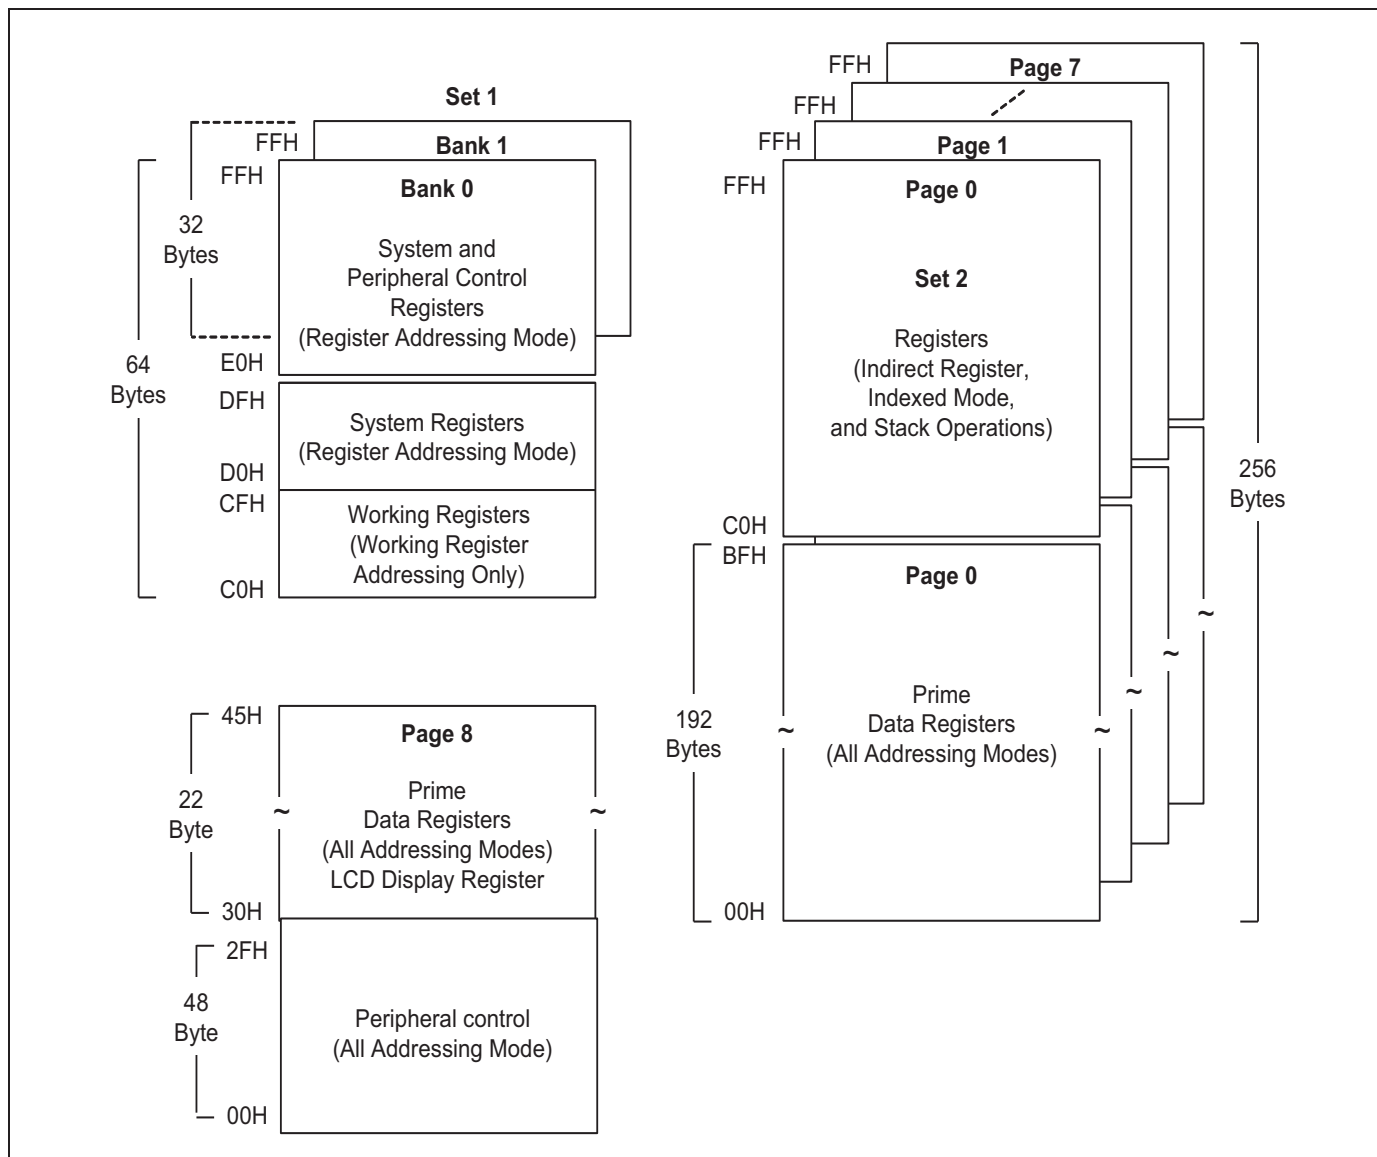 Set 1
FFH
Bank 1
FFH
Bank 0
32
Bytes
System and
Peripheral Control
Registers
(Register Addressing Mode)
E0H
64
Bytes
DFH
System Registers
(Register Addressing Mode)
D0H
CFH
Working Registers
(Working Register
Addressing Only)
C0H
45H
Page 8
22
Byte
~
~
Prime
Data Registers
(All Addressing Modes)
LCD Display Register
30H
2FH
48
Byte
Peripheral control
(All Addressing Mode)
00H
FFH
Page 7
FFH
FFH
Page 1
FFH
Page 0
Set 2
Registers
(Indirect Register,
Indexed Mode,
and Stack Operations)
256
Bytes
C0H
BFH
Page 0
~
~
~
192
Bytes
~
~
Prime
Data Registers
(All Addressing Modes)
00H